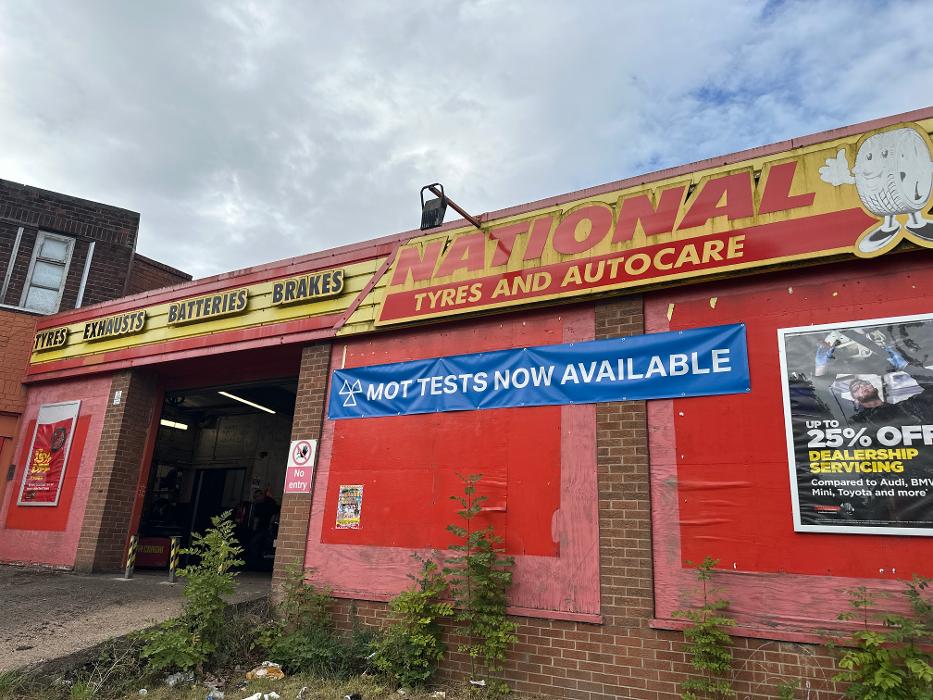 TYRES EXHAUSTS BATTERIES BRAKES
NATIONAL
TYRES AND AUTOCARE
MOT TESTS NOW AVAILABLE
No
entry
UP TO
25% OFF
DEALERSHIP
SERVICING
Compared to Audi, BMW
Mini, Toyota and more*